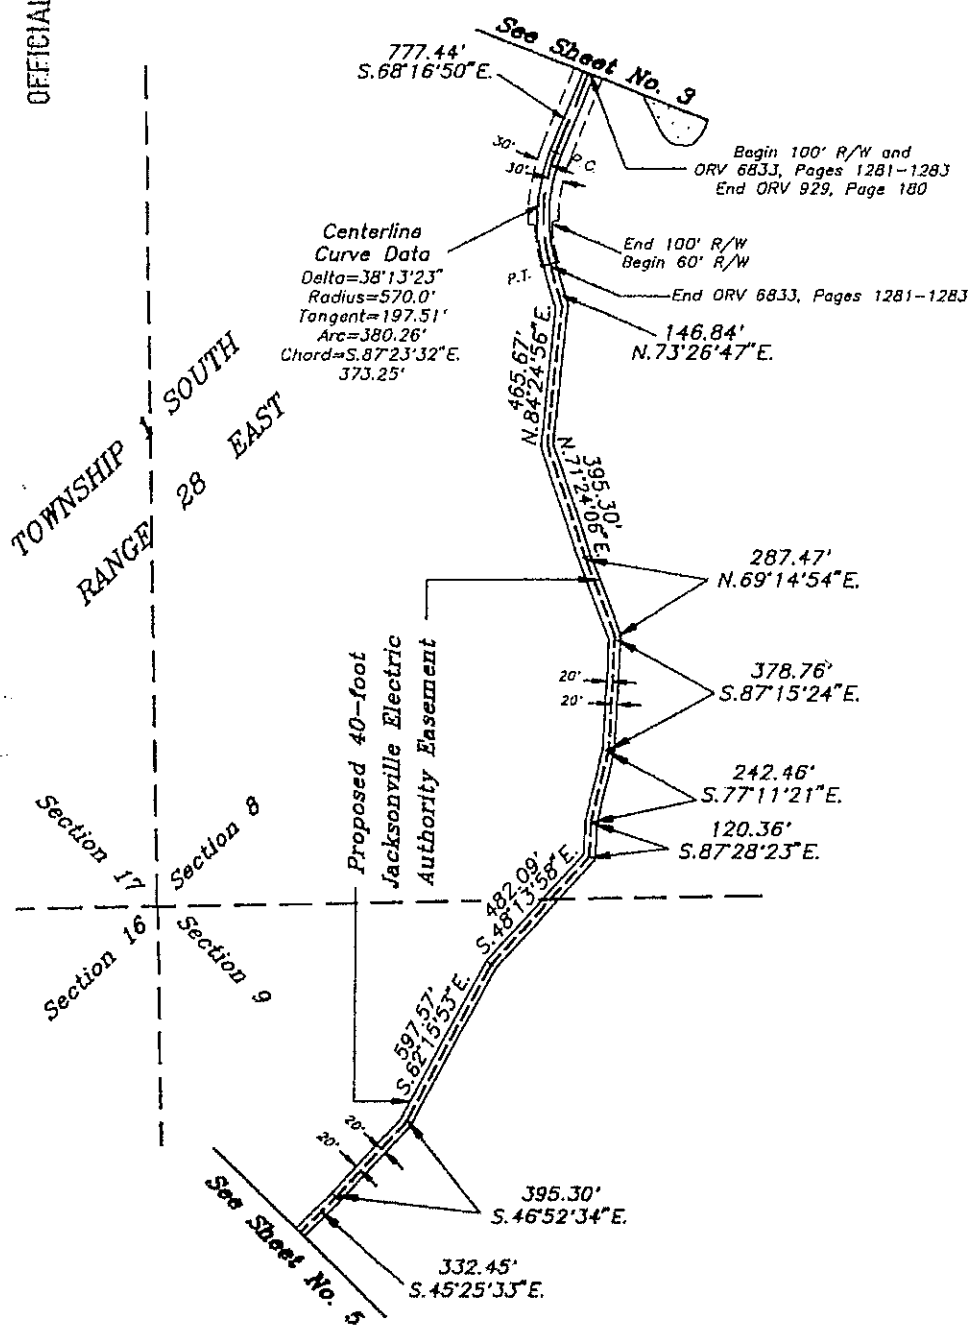 OFFICIAL
See Sheet No. 3
777.44'
S.68°16'50"E.
30'
30'
P.C.
Begin 100' R/W and
ORV 6833, Pages 1281-1283
End ORV 929, Page 180
Centerline
Curve Data
Delta=38°13'23"
Radius=570.0'
Tangent=197.51'
Arc=380.26'
Chord=S.87°23'32"E.
373.25'
End 100' R/W
Begin 60' R/W
P.T.
End ORV 6833, Pages 1281-1283
146.84'
N.73°26'47"E.
465.67'
N.84°24'56"E.
TOWNSHIP 1 SOUTH
RANGE 28 EAST
395.30'
N.71°24'06"E.
287.47'
N.69°14'54"E.
Proposed 40-foot
Jacksonville Electric
Authority Easement
20'
20'
378.76'
S.87°15'24"E.
242.46'
S.77°11'21"E.
120.36'
S.87°28'23"E.
Section 17
Section 8
Section 16
Section 9
482.09'
S.48°13'58"E.
597.57'
S.62°15'53"E.
20'
20'
395.30'
S.46°52'34"E.
332.45'
S.45°25'33"E.
See Sheet No. 5